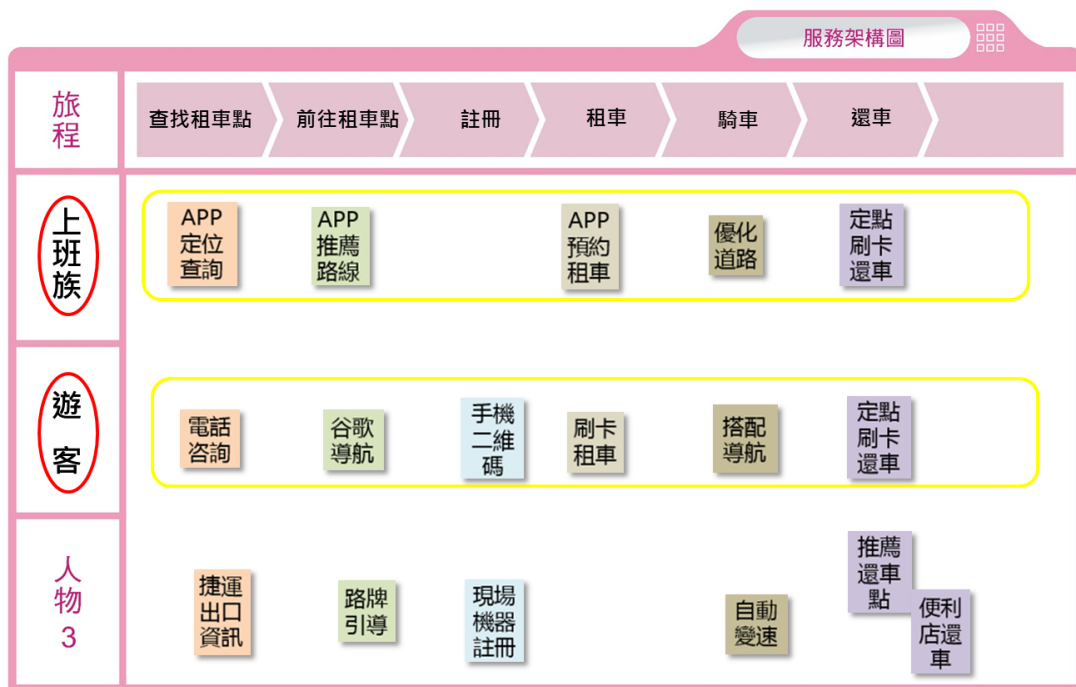 服務架構圖
旅
程
查找租車點
前往租車點
註冊
租車
騎車
還車
上
班
族
APP
定位
查詢
APP
推薦
路線
APP
預約
租車
優化
道路
定點
刷卡
還車
遊
客
電話
咨詢
谷歌
導航
手機
二維
碼
刷卡
租車
搭配
導航
定點
刷卡
還車
人
物
3
捷運
出口
資訊
路牌
引導
現場
機器
註冊
自動
變速
推薦
還車
點
便利
店還
車